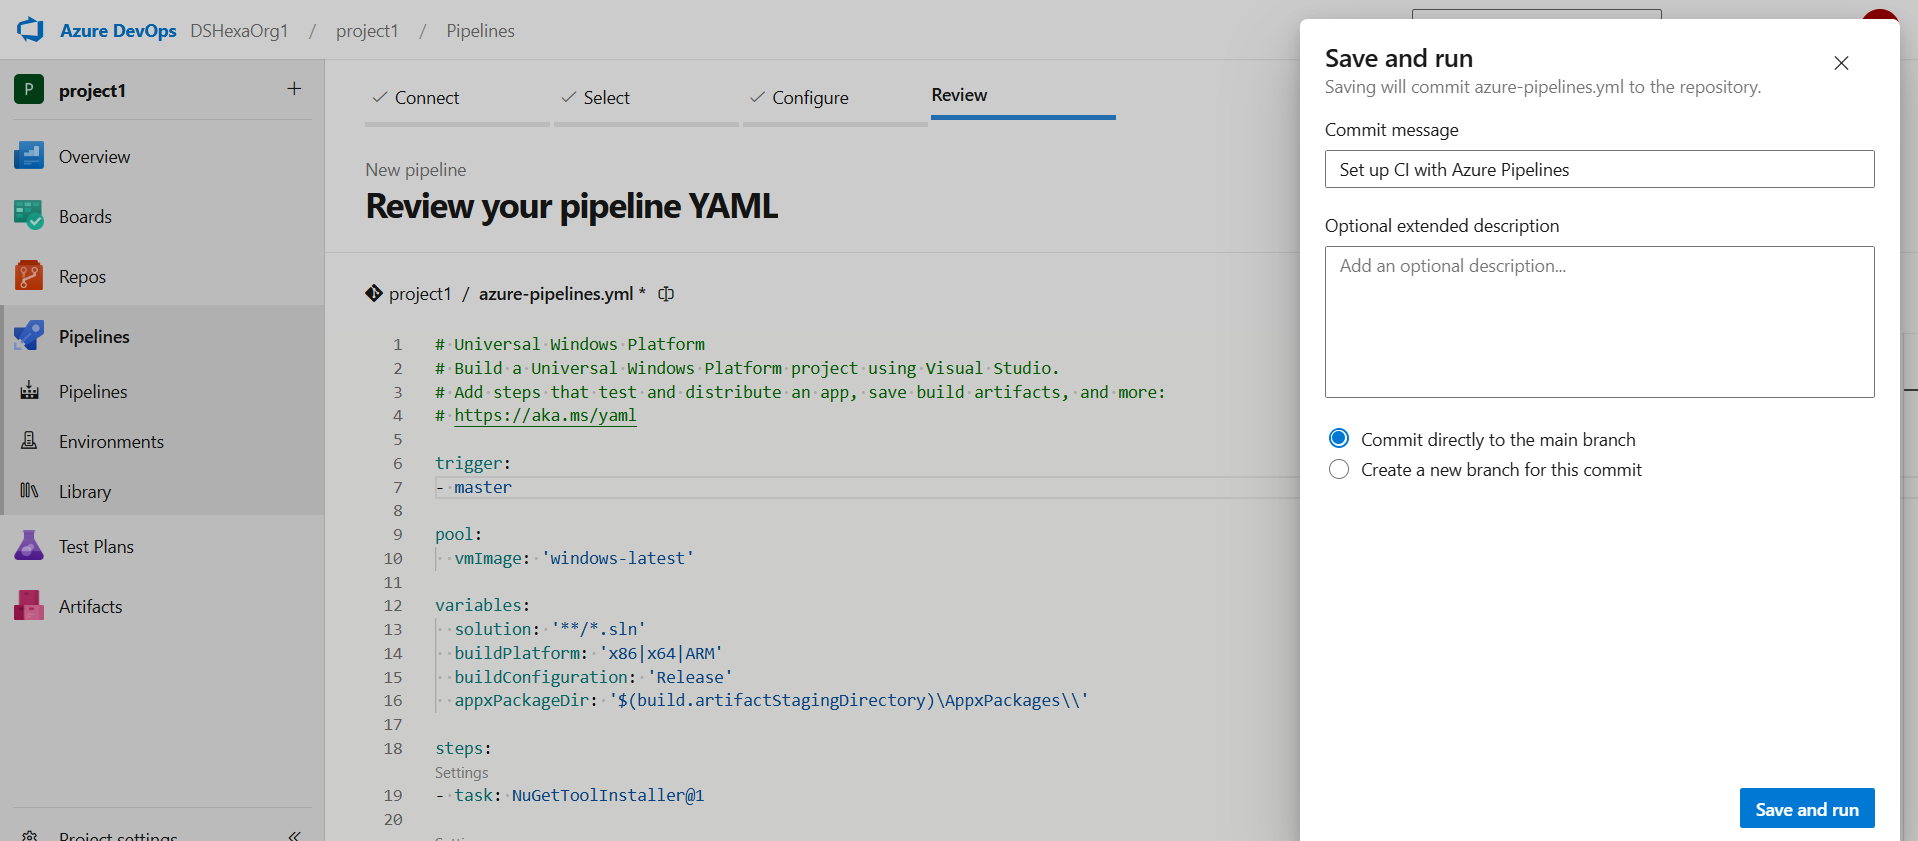 Azure DevOps DSHexaOrg1 / project1 / Pipelines
P project1 +
Overview
Boards
Repos
Pipelines
Pipelines
Environments
Library
Test Plans
Artifacts
Project settings
Connect
Select
Configure
Review
New pipeline
Review your pipeline YAML
project1 / azure-pipelines.yml *
1 # Universal Windows Platform
2 # Build a Universal Windows Platform project using Visual Studio.
3 # Add steps that test and distribute an app, save build artifacts, and more:
4 # https://aka.ms/yaml
5
6 trigger:
7 - master
8
9 pool:
10 vmImage: 'windows-latest'
11
12 variables:
13 solution: '**/*.sln'
14 buildPlatform: 'x86|x64|ARM'
15 buildConfiguration: 'Release'
16 appxPackageDir: '$(build.artifactStagingDirectory)\AppxPackages\\'
17
18 steps:
Settings
19 - task: NuGetToolInstaller@1
20
Save and run
Saving will commit azure-pipelines.yml to the repository.
Commit message
Set up CI with Azure Pipelines
Optional extended description
Add an optional description...
Commit directly to the main branch
Create a new branch for this commit
Save and run